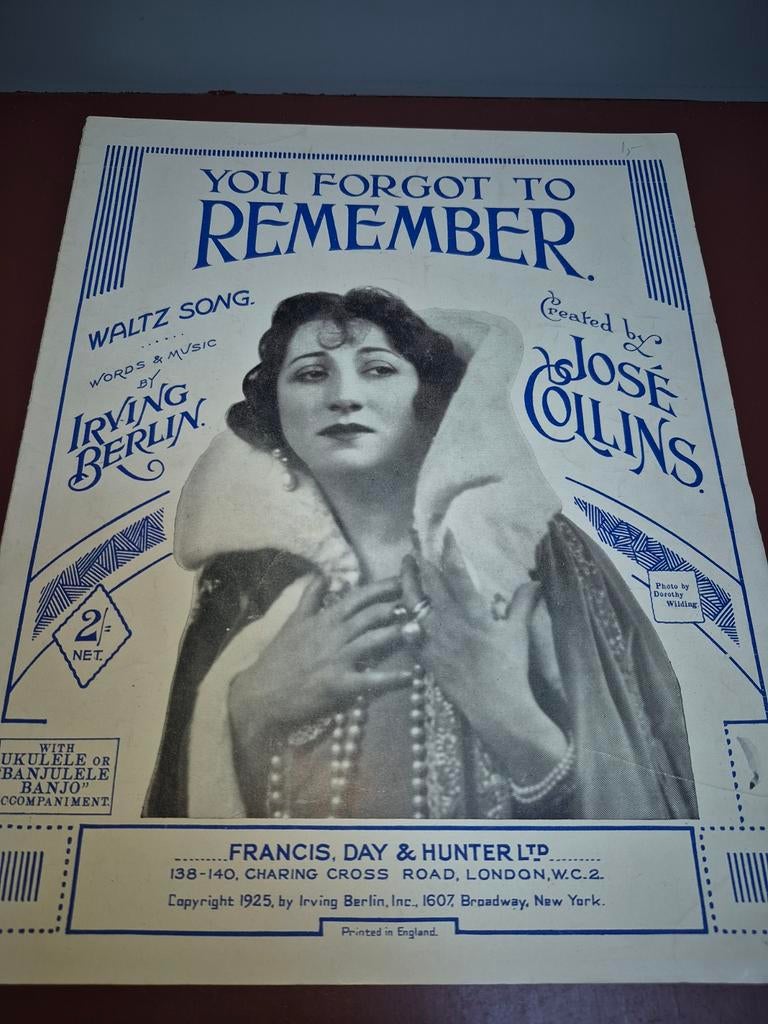 YOU FORGOT TO
REMEMBER.
WALTZ SONG.
WORDS & MUSIC
BY
IRVING
BERLIN.
Created by
JOSÉ
COLLINS.
Photo by
Dorothy
Wilding.
2/-
NET.
WITH
UKULELE OR
"BANJULELE
BANJO"
CCOMPANIMENT.
FRANCIS, DAY & HUNTER LTD
138-140, CHARING CROSS ROAD, LONDON, W.C.2.
Copyright 1925, by Irving Berlin, Inc., 1607, Broadway, New York.
Printed in England.